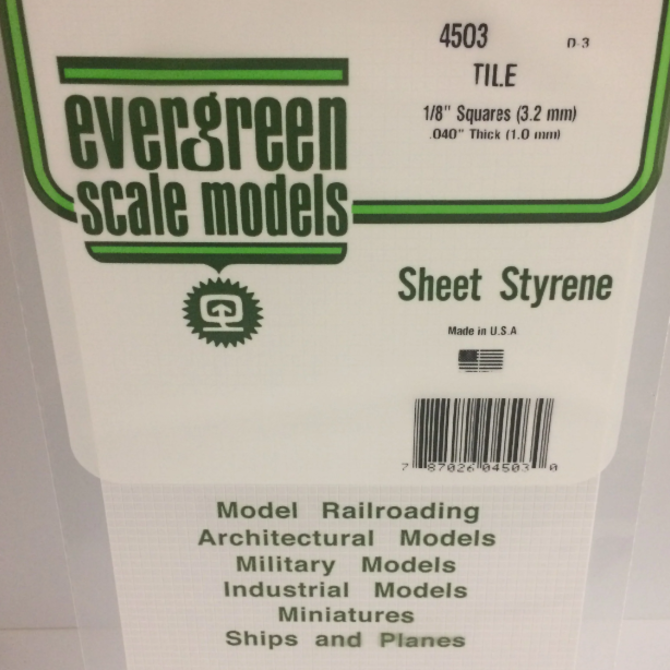 4503 D-3
TILE
1/8" Squares (3.2 mm)
.040" Thick (1.0 mm)
evergreen
scale models
Sheet Styrene
Made in U.S.A
7 87026 04503 0
Model Railroading
Architectural Models
Military Models
Industrial Models
Miniatures
Ships and Planes